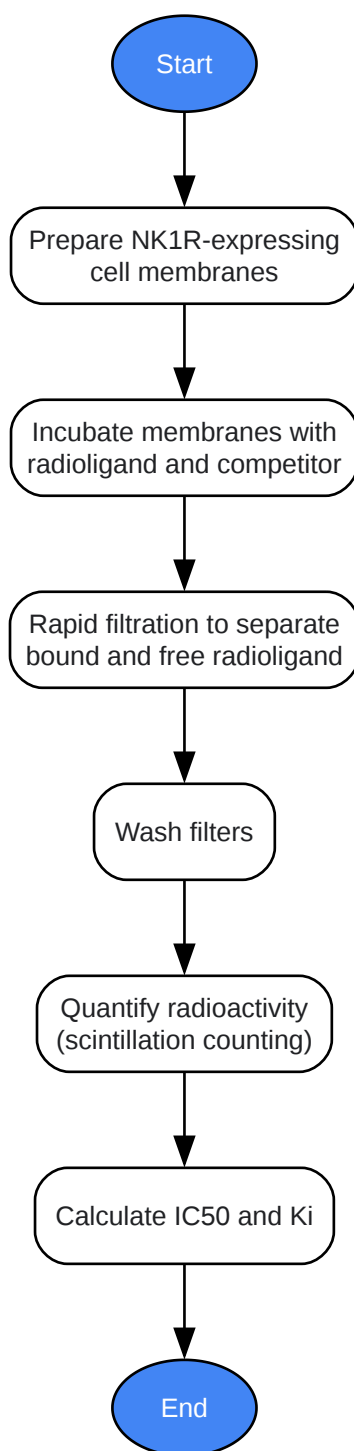 Start
Prepare NK1R-expressing
cell membranes
Incubate membranes with
radioligand and competitor
Rapid filtration to separate
bound and free radioligand
Wash filters
Quantify radioactivity
(scintillation counting)
Calculate IC50 and Ki
End